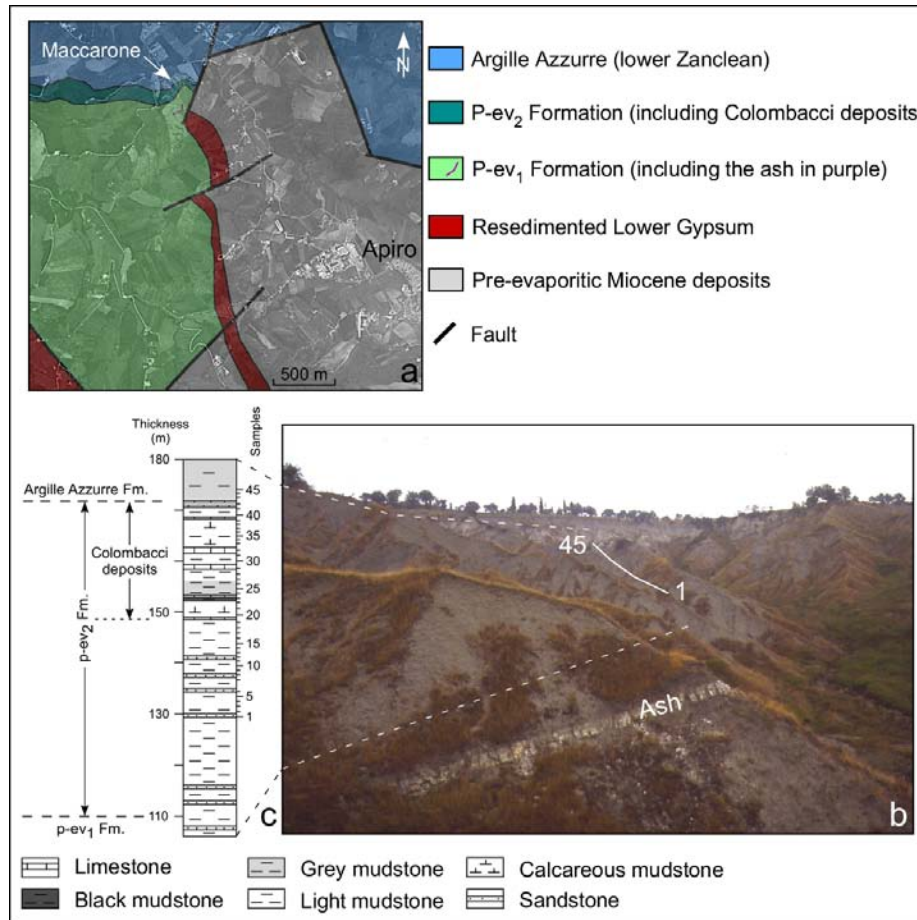 Maccarone
N
Apiro
500 m
a
Argille Azzurre (lower Zanclean)
P-ev2 Formation (including Colombacci deposits
P-ev1 Formation (including the ash in purple)
Resedimented Lower Gypsum
Pre-evaporitic Miocene deposits
Fault
Thickness
(m)
Samples
180
Argille Azzurre Fm.
45
40
Colombacci
deposits
35
30
25
150
20
p-ev2 Fm.
15
10
5
130
1
110
p-ev1 Fm.
c
45
1
Ash
b
Limestone
Grey mudstone
Calcareous mudstone
Black mudstone
Light mudstone
Sandstone